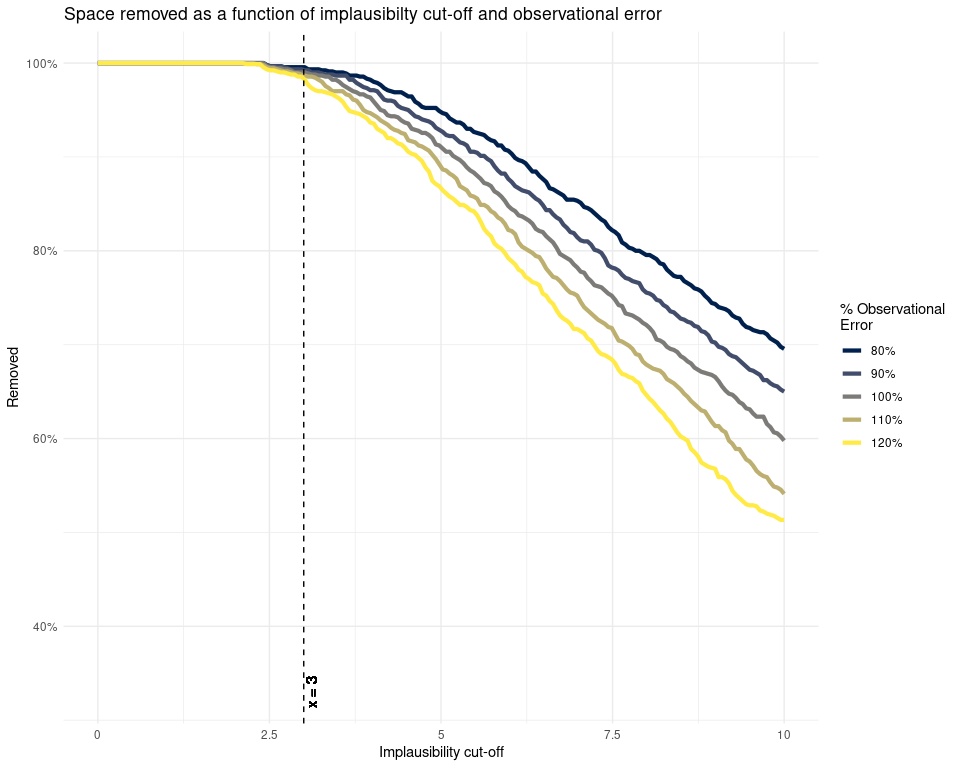 Space removed as a function of implausibilty cut-off and observational error
100%
80%
60%
40%
Removed
x = 3
0
2.5
5
7.5
10
Implausibility cut-off
% Observational
Error
80%
90%
100%
110%
120%